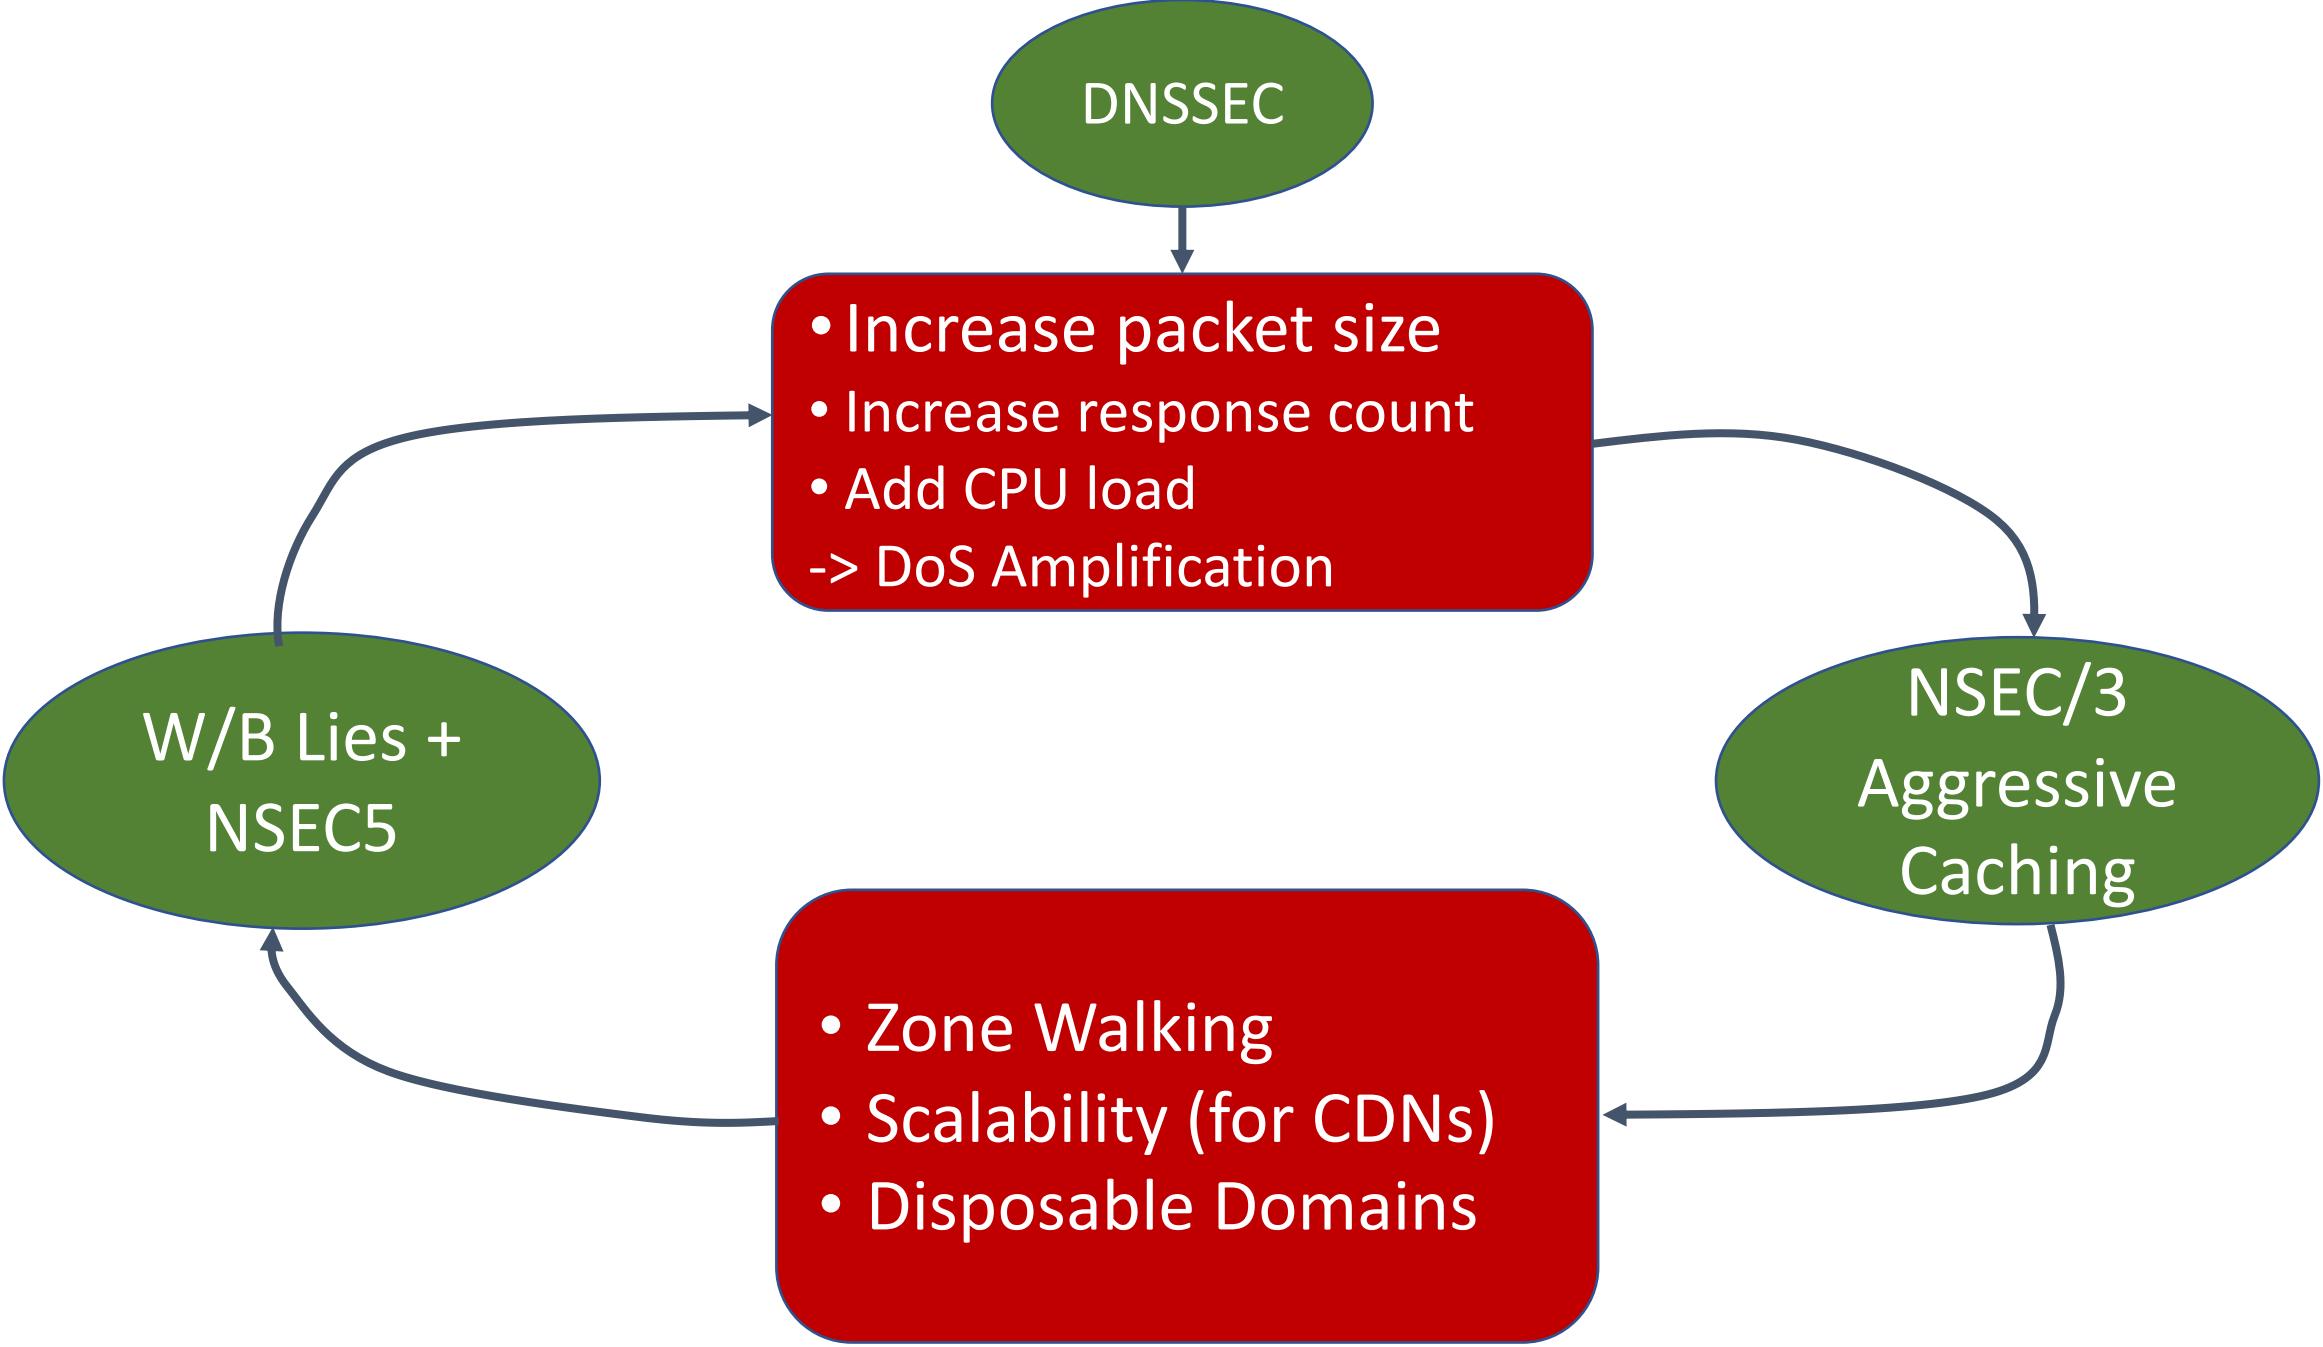 DNSSEC
• Increase packet size
• Increase response count
• Add CPU load
-> DoS Amplification
W/B Lies +
NSEC5
NSEC/3
Aggressive
Caching
• Zone Walking
• Scalability (for CDNs)
• Disposable Domains